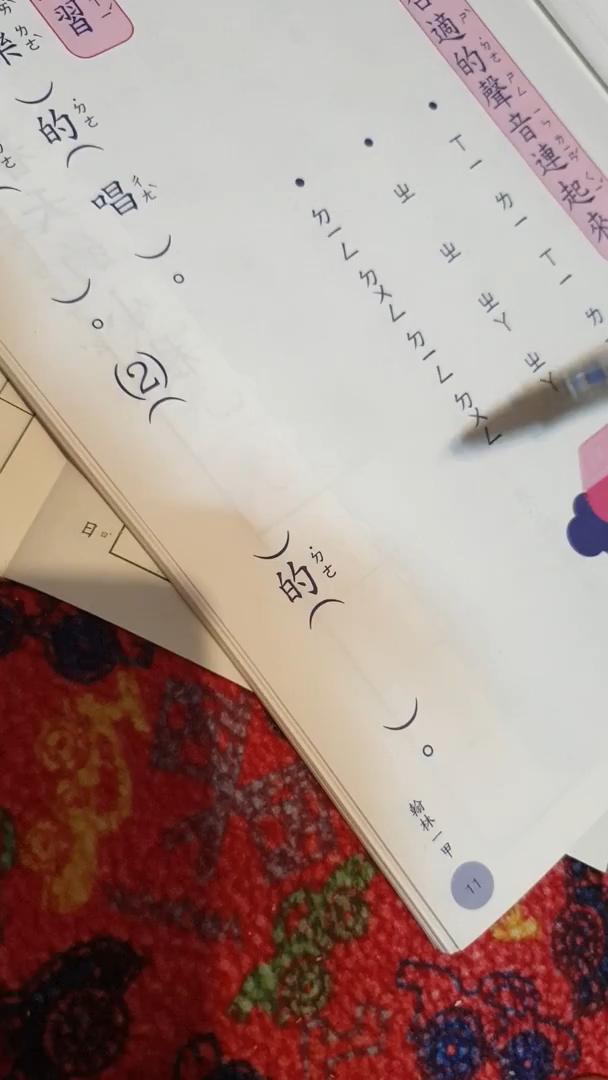 適的聲音連起來
• ㄒㄧ ㄌㄧ ㄒㄧ ㄌ
• ㄓ ㄓ ㄓㄚ ㄓㄚ
• ㄉㄧㄥ ㄉㄨㄥ ㄉㄧㄥ ㄉㄨㄥ
習
)的( 唱 )。
)。(2)( )的( )。
翰林一甲
11
日